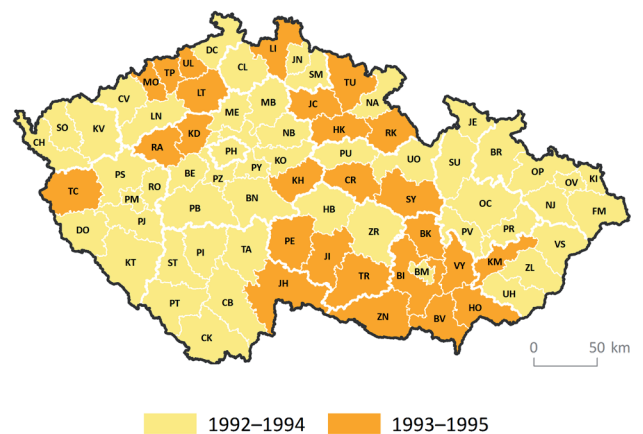 DC
LI
UL
TP
MO
CL
JN
SM
TU
CV
LT
MB
JC
NA
LN
ME
HK
RK
JE
SO
KV
RA
KD
NB
CH
PH
KO
PU
UO
SU
BR
PY
OP
KI
OV
TC
PS
RO
BE
PZ
KH
CR
SY
PM
PB
BN
HB
OC
NJ
FM
DO
PJ
ZR
BK
PV
PR
VS
KT
ST
PI
TA
PE
JI
BI
BM
VY
KM
ZL
TR
JH
UH
PT
CB
ZN
BV
HO
CK
0 50 km
1992–1994 1993–1995